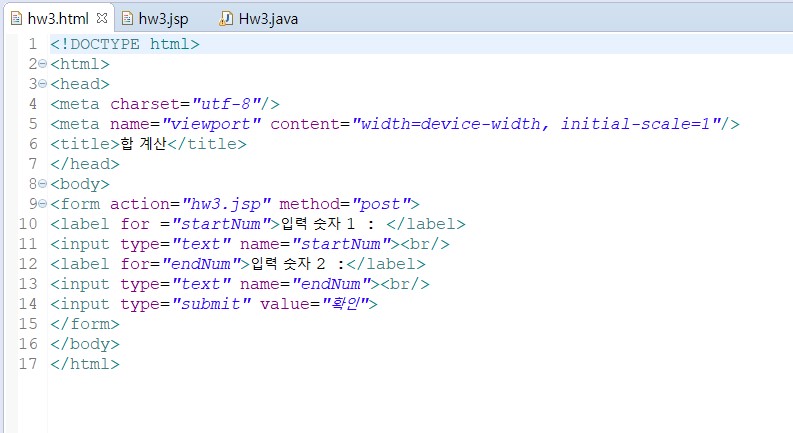 hw3.html hw3.jsp Hw3.java
1 <!DOCTYPE html>
2 <html>
3 <head>
4 <meta charset="utf-8"/>
5 <meta name="viewport" content="width=device-width, initial-scale=1"/>
6 <title>합 계산</title>
7 </head>
8 <body>
9 <form action="hw3.jsp" method="post">
10 <label for ="startNum">입력 숫자 1 : </label>
11 <input type="text" name="startNum"><br/>
12 <label for="endNum">입력 숫자 2 :</label>
13 <input type="text" name="endNum"><br/>
14 <input type="submit" value="확인">
15 </form>
16 </body>
17 </html>